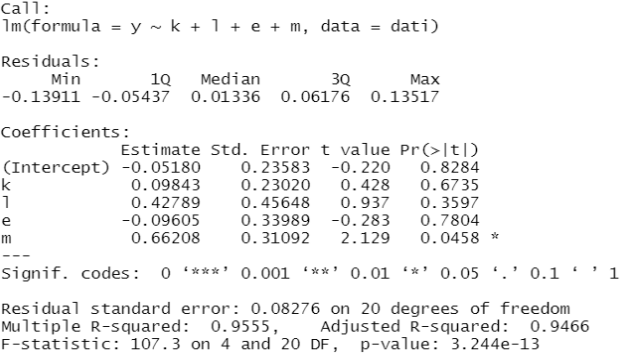 Call:
lm(formula = y ~ k + l + e + m, data = dati)
Residuals:
Min 1Q Median 3Q Max
-0.13911 -0.05437 0.01336 0.06176 0.13517
Coefficients:
Estimate Std. Error t value Pr(>|t|)
(Intercept) -0.05180 0.23583 -0.220 0.8284
k 0.09843 0.23020 0.428 0.6735
l 0.42789 0.45648 0.937 0.3597
e -0.09605 0.33989 -0.283 0.7804
m 0.66208 0.31092 2.129 0.0458 *
---
Signif. codes: 0 ‘***’ 0.001 ‘**’ 0.01 ‘*’ 0.05 ‘.’ 0.1 ‘ ’ 1
Residual standard error: 0.08276 on 20 degrees of freedom
Multiple R-squared: 0.9555, Adjusted R-squared: 0.9466
F-statistic: 107.3 on 4 and 20 DF, p-value: 3.244e-13